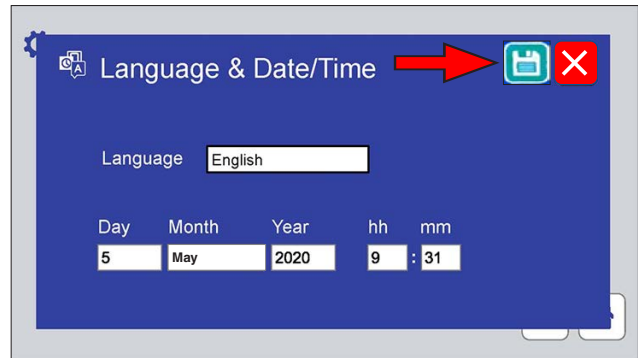 Language & Date/Time
Language English
Day Month Year hh mm
5 May 2020 9 : 31